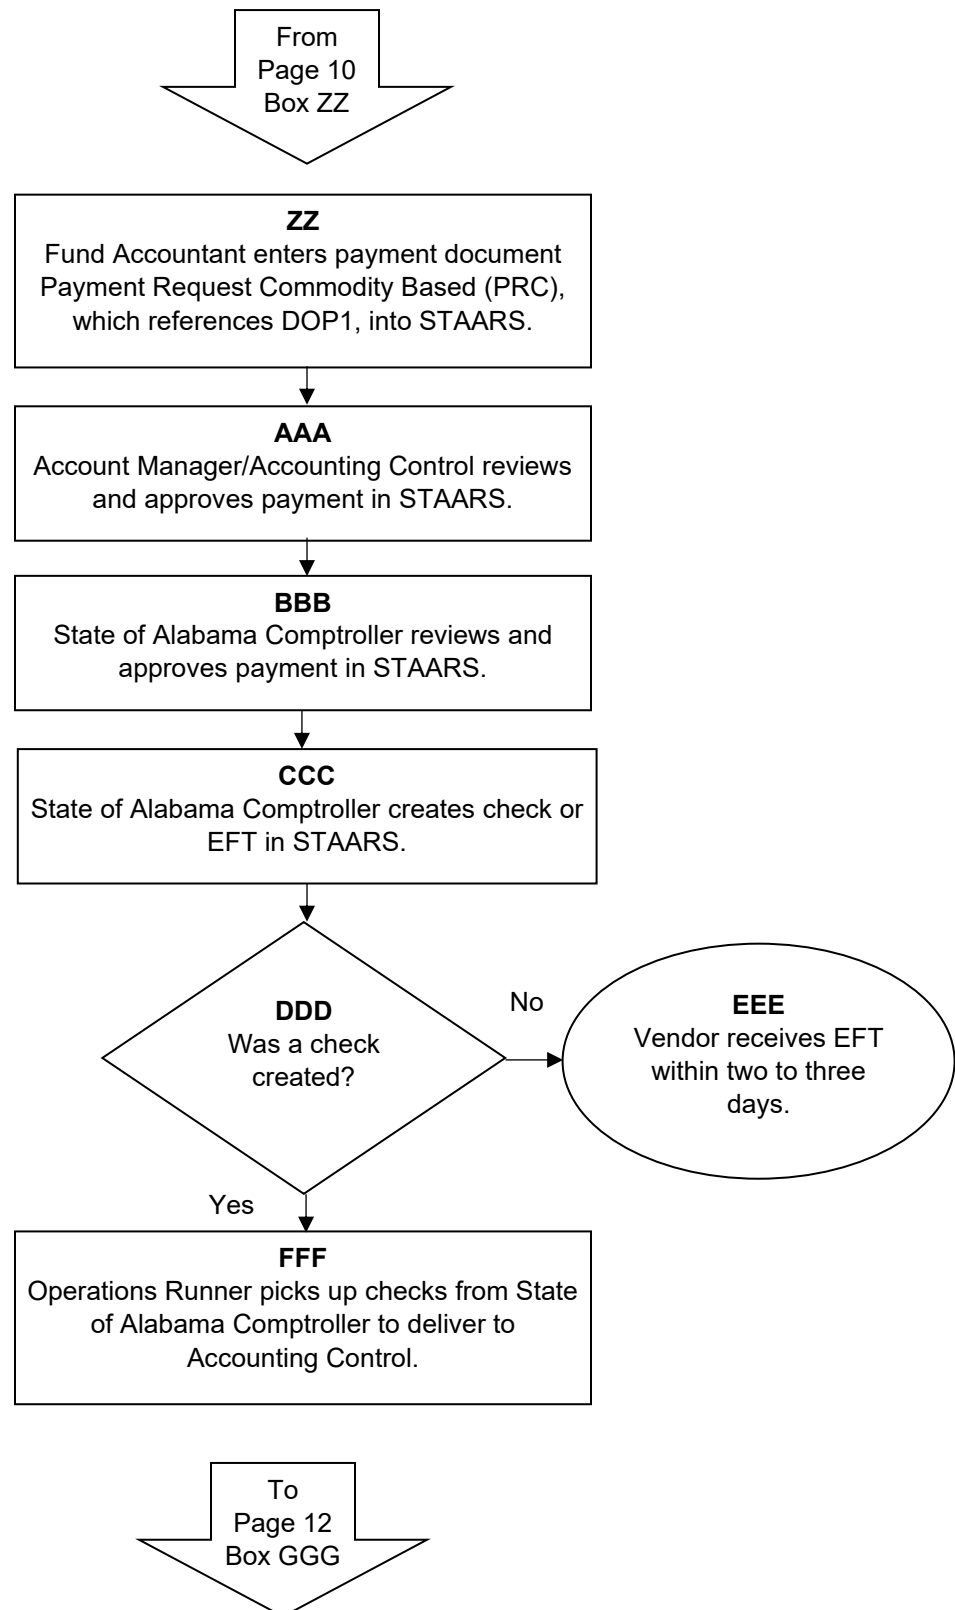 From
Page 10
Box ZZ
ZZ
Fund Accountant enters payment document
Payment Request Commodity Based (PRC),
which references DOP1, into STAARS.
AAA
Account Manager/Accounting Control reviews
and approves payment in STAARS.
BBB
State of Alabama Comptroller reviews and
approves payment in STAARS.
CCC
State of Alabama Comptroller creates check or
EFT in STAARS.
DDD
Was a check
created?
No
EEE
Vendor receives EFT
within two to three
days.
Yes
FFF
Operations Runner picks up checks from State
of Alabama Comptroller to deliver to
Accounting Control.
To
Page 12
Box GGG